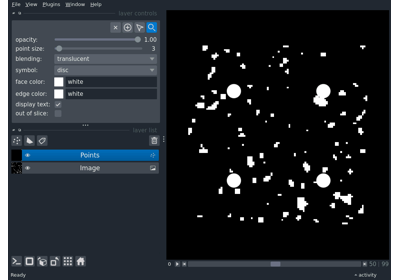 File View Plugins Window Help
layer controls
opacity: 1.00
point size: 3
blending: translucent
symbol: disc
face color: white
edge color: white
display text:
out of slice:
layer list
Points
Image
50 99
Ready
activity